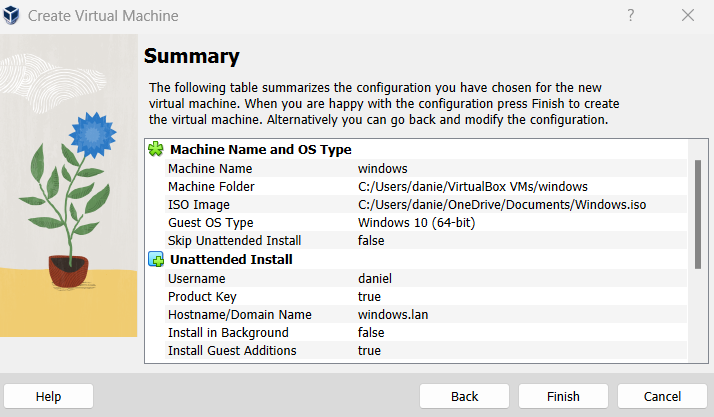 Create Virtual Machine
?
Summary
The following table summarizes the configuration you have chosen for the new
virtual machine. When you are happy with the configuration press Finish to create
the virtual machine. Alternatively you can go back and modify the configuration.
Machine Name and OS Type
Machine Name windows
Machine Folder C:/Users/danie/VirtualBox VMs/windows
ISO Image C:/Users/danie/OneDrive/Documents/Windows.iso
Guest OS Type Windows 10 (64-bit)
Skip Unattended Install false
Unattended Install
Username daniel
Product Key true
Hostname/Domain Name windows.lan
Install in Background false
Install Guest Additions true
Help Back Finish Cancel